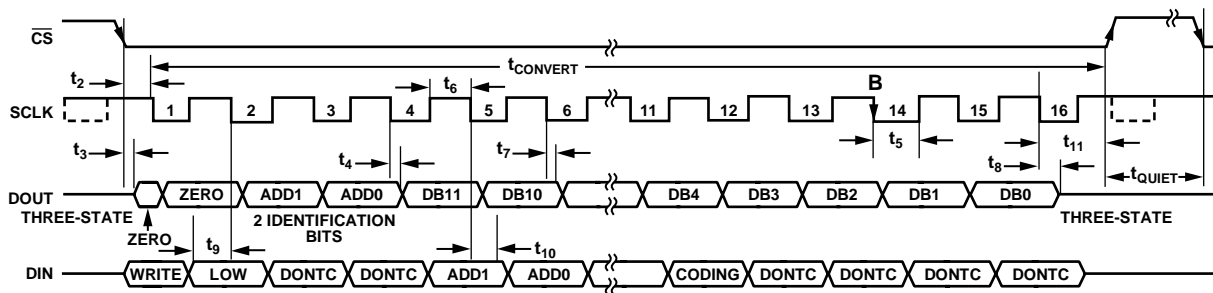 CS
tCONVERT
t2
t6
B
SCLK
1 2 3 4 5 6 11 12 13 14 15 16
t3
t4
t7
t5
t8
t11
tQUIET
DOUT
ZERO ADD1 ADD0 DB11 DB10 DB4 DB3 DB2 DB1 DB0
THREE-STATE
ZERO
2 IDENTIFICATION
BITS
THREE-STATE
t9
t10
DIN
WRITE LOW DONTC DONTC ADD1 ADD0 CODING DONTC DONTC DONTC DONTC